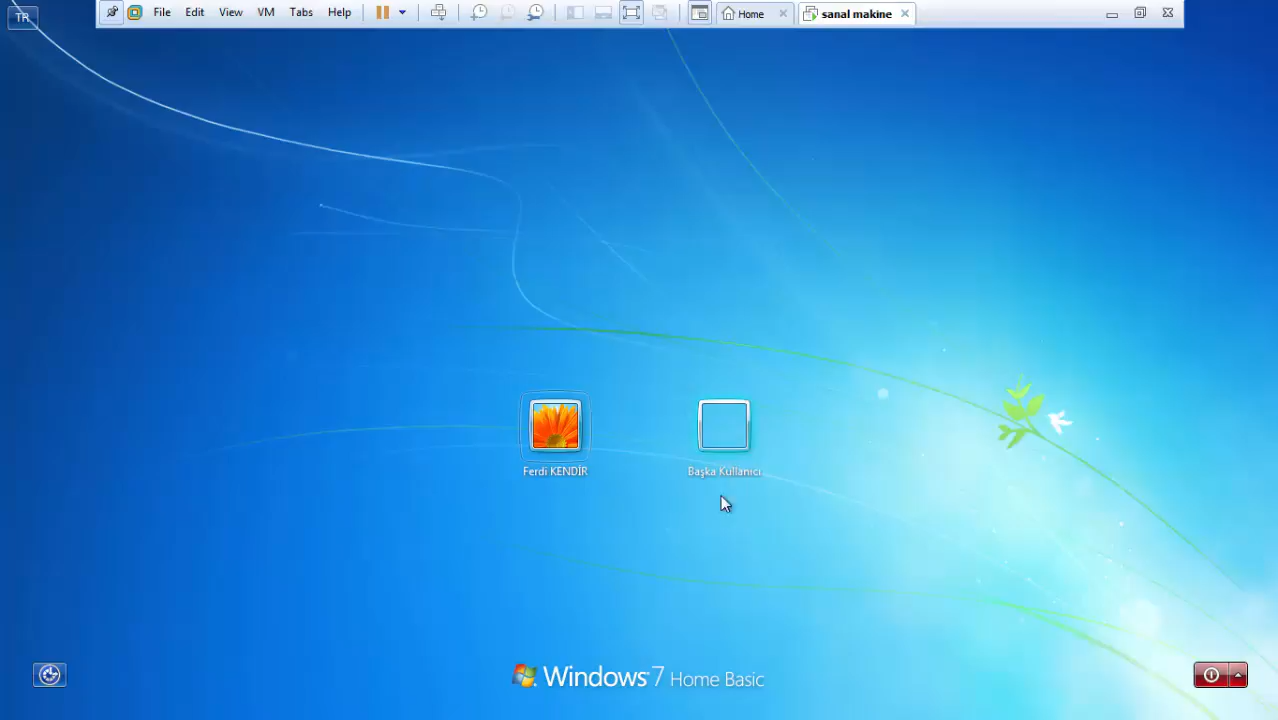 TR
File Edit View VM Tabs Help
Home
sanal makine
Ferdi KENDİR
Başka Kullanıcı
Windows 7 Home Basic